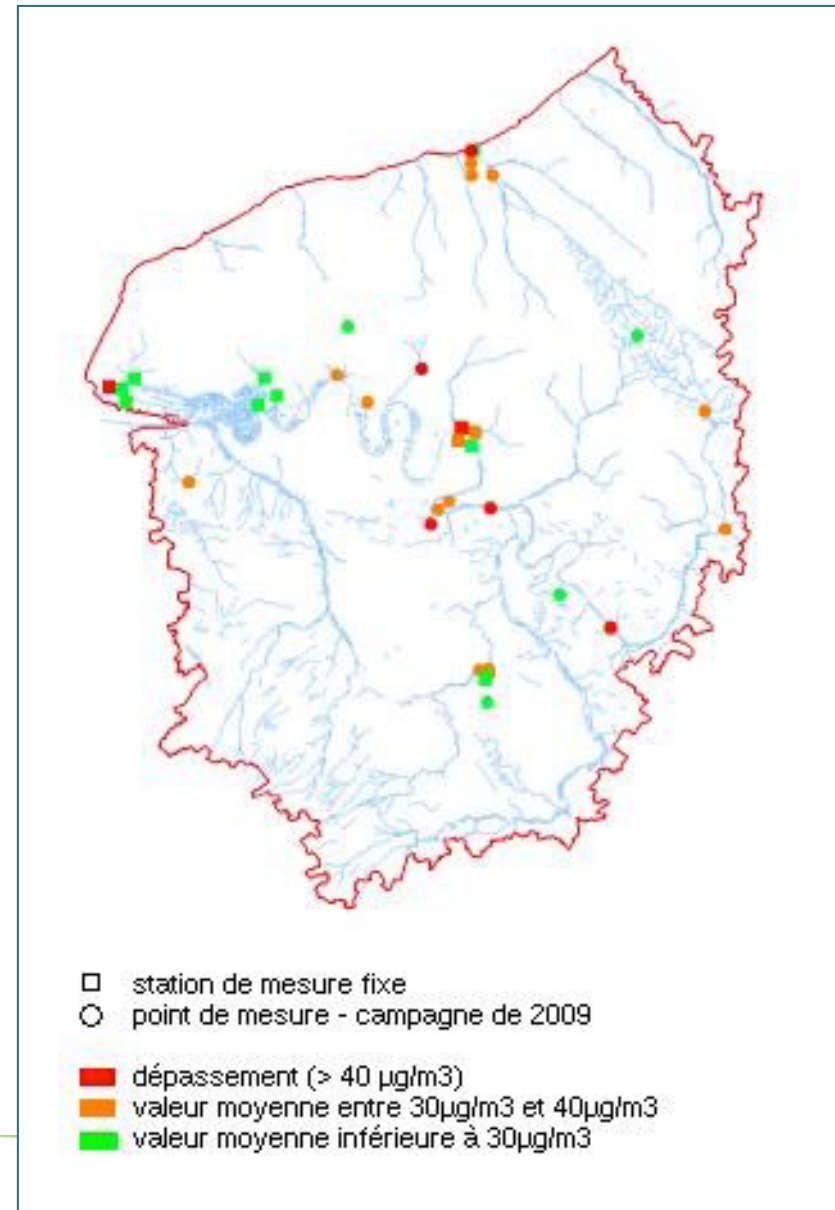 station de mesure fixe
point de mesure - campagne de 2009
dépassement (> 40 µg/m3)
valeur moyenne entre 30µg/m3 et 40µg/m3
valeur moyenne inférieure à 30µg/m3